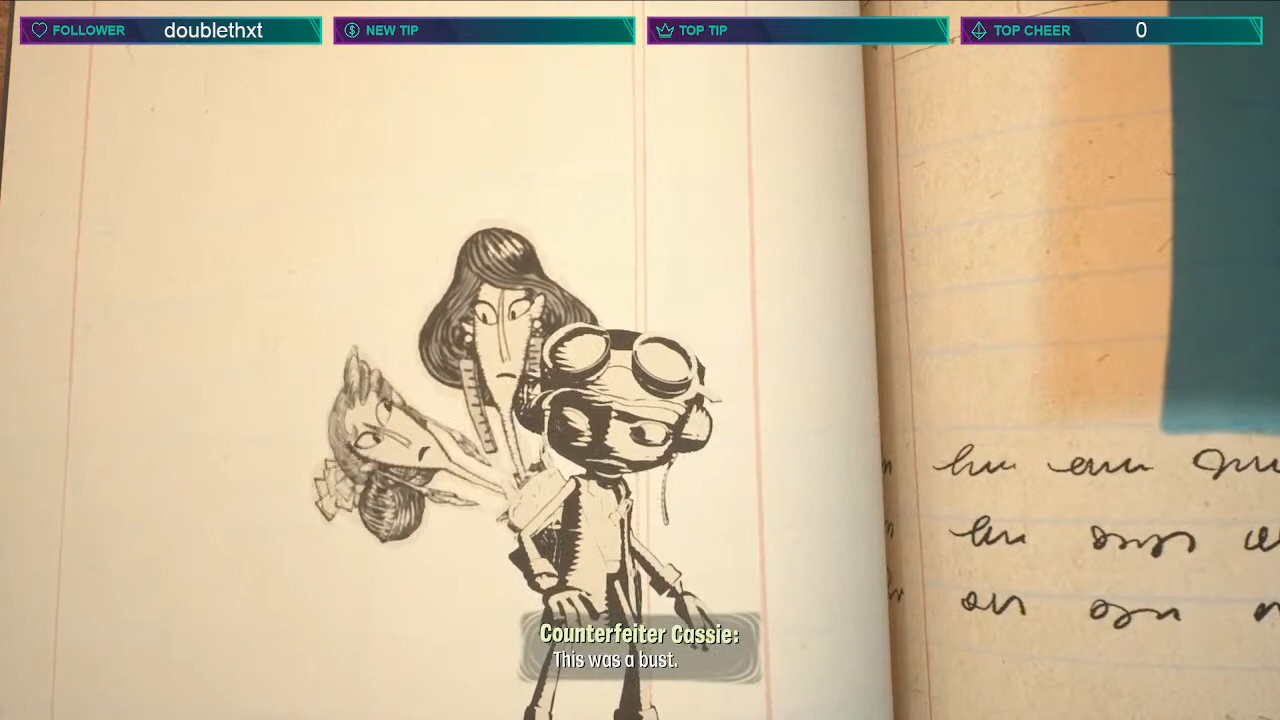 FOLLOWER doublethxt
NEW TIP
TOP TIP
TOP CHEER 0
Counterfeiter Cassie:
This was a bust.